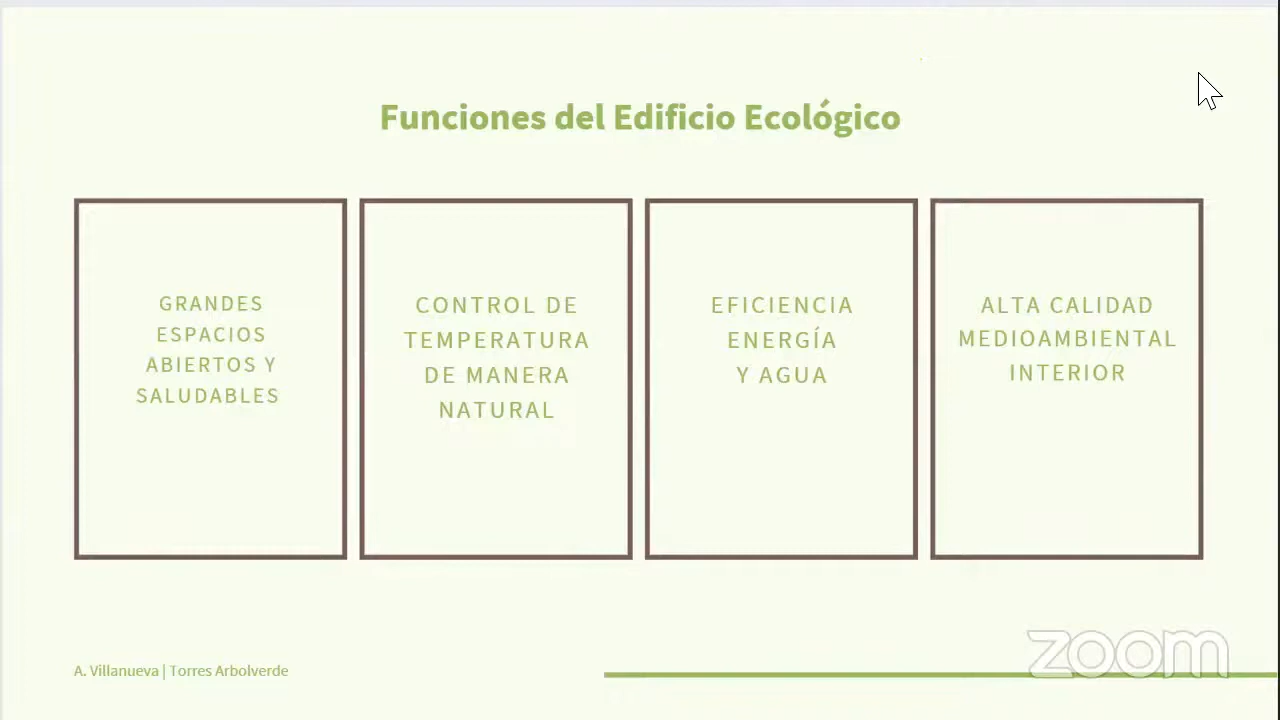 Funciones del Edificio Ecológico
GRANDES
ESPACIOS
ABIERTOS Y
SALUDABLES
CONTROL DE
TEMPERATURA
DE MANERA
NATURAL
EFICIENCIA
ENERGÍA
Y AGUA
ALTA CALIDAD
MEDIOAMBIENTAL
INTERIOR
A. Villanueva | Torres Arbolverde
zoom